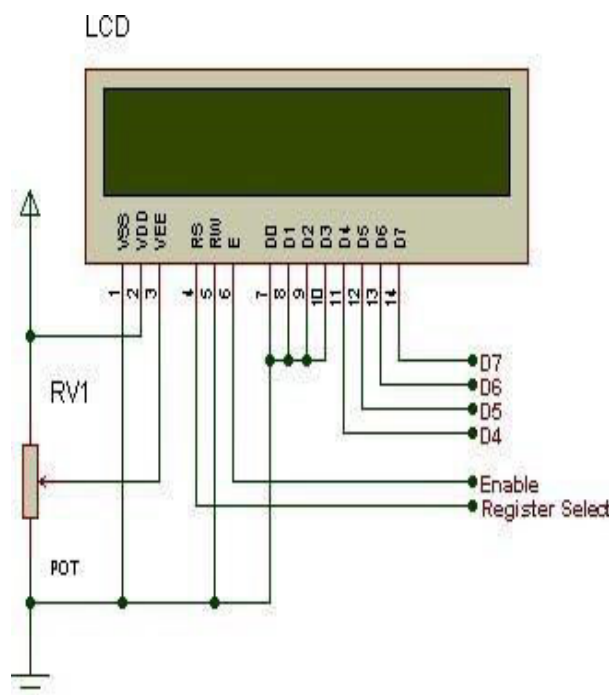 LCD
VSS
VDD
VEE
RS
RW
E
D0
D1
D2
D3
D4
D5
D6
D7
1
2
3
4
5
6
7
8
9
10
11
12
13
14
D7
RV1
D6
D5
D4
Enable
Register Select
POT